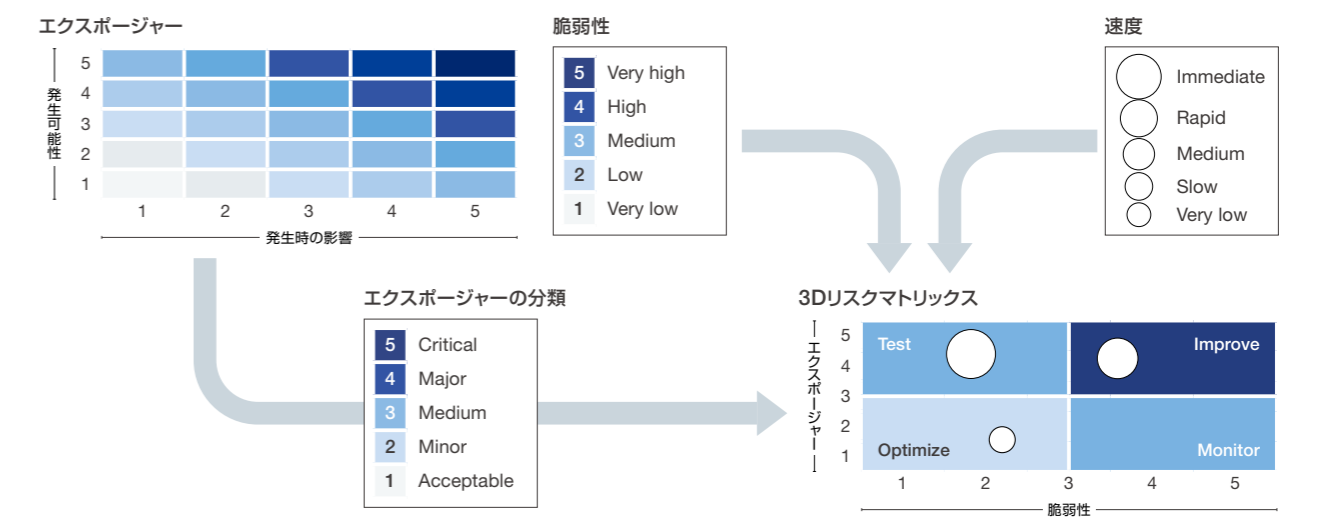 エクスポージャー
発生可能性
5
4
3
2
1
1 2 3 4 5
発生時の影響
脆弱性
5 Very high
4 High
3 Medium
2 Low
1 Very low
速度
Immediate
Rapid
Medium
Slow
Very low
エクスポージャーの分類
5 Critical
4 Major
3 Medium
2 Minor
1 Acceptable
3Dリスクマトリックス
エクスポージャー
5
4
3
2
1
Test
Improve
Optimize
Monitor
1 2 3 4 5
脆弱性